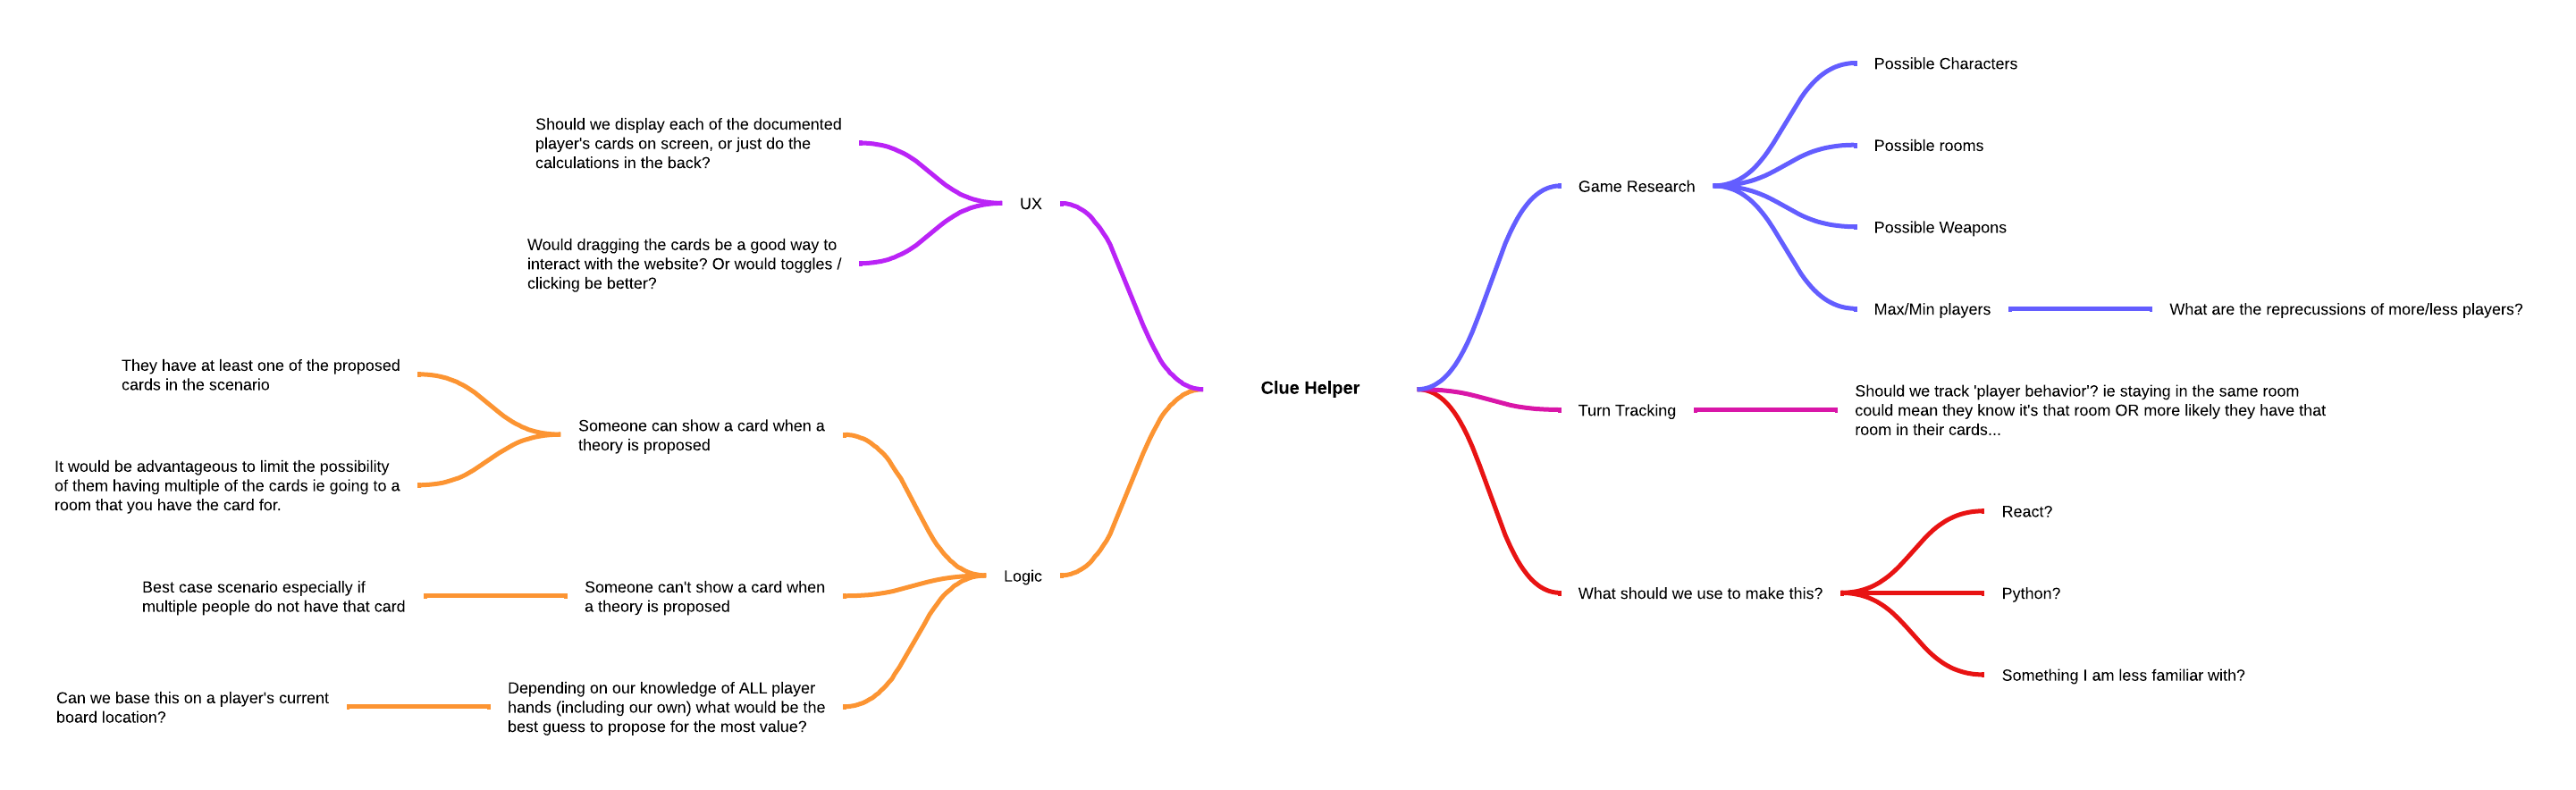 Clue Helper
UX
Should we display each of the documented
player's cards on screen, or just do the
calculations in the back?
Would dragging the cards be a good way to
interact with the website? Or would toggles /
clicking be better?
Logic
Someone can show a card when a
theory is proposed
They have at least one of the proposed
cards in the scenario
It would be advantageous to limit the possibility
of them having multiple of the cards ie going to a
room that you have the card for.
Someone can't show a card when
a theory is proposed
Best case scenario especially if
multiple people do not have that card
Depending on our knowledge of ALL player
hands (including our own) what would be the
best guess to propose for the most value?
Can we base this on a player's current
board location?
Game Research
Possible Characters
Possible rooms
Possible Weapons
Max/Min players
What are the reprecussions of more/less players?
Turn Tracking
Should we track 'player behavior'? ie staying in the same room
could mean they know it's that room OR more likely they have that
room in their cards...
What should we use to make this?
React?
Python?
Something I am less familiar with?